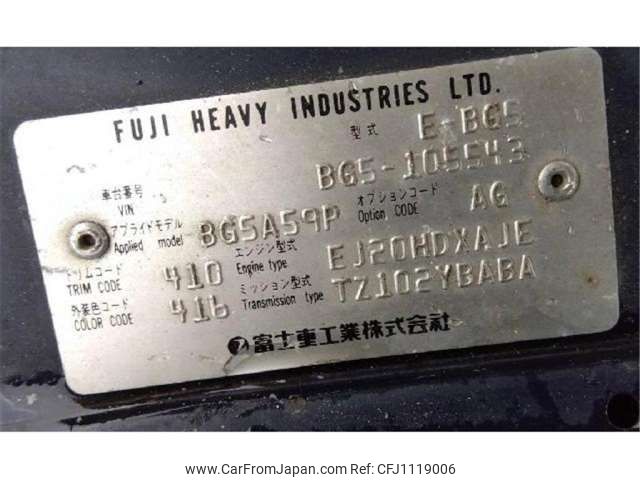 FUJI HEAVY INDUSTRIES LTD.
型式 E-BG5
車台番号 VIN BG5-105543
アプライドモデル Applied model BG5A59P オプションコード Option CODE AG
トリムコード TRIM CODE 410 エンジン型式 Engine type EJ20HDXAJE
外装色コード COLOR CODE 416 ミッション型式 Transmission type TZ102YBABA
富士重工業株式会社
www.CarFromJapan.com CFJ1119006